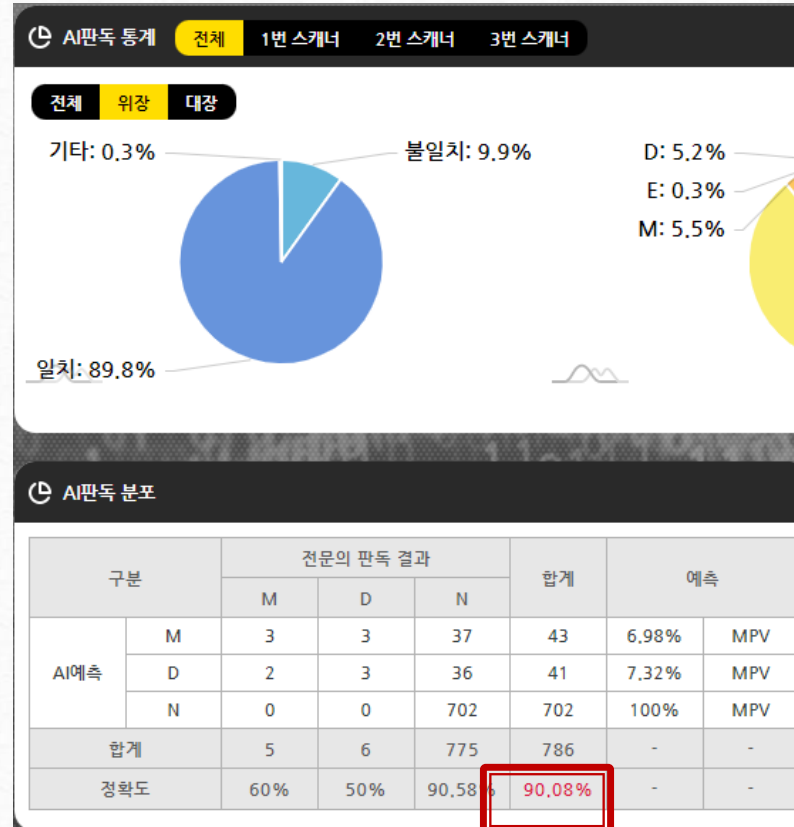 AI판독 통계 전체 1번 스캐너 2번 스캐너 3번 스캐너
전체 위장 대장
기타: 0.3% 불일치: 9.9% D: 5.2%
E: 0.3%
M: 5.5%
일치: 89.8%
AI판독 분포
구분 전문의 판독 결과 합계 예측
M D N
AI예측 M 3 3 37 43 6.98% MPV
D 2 3 36 41 7.32% MPV
N 0 0 702 702 100% MPV
합계 5 6 775 786 - -
정확도 60% 50% 90.58% 90.08% - -